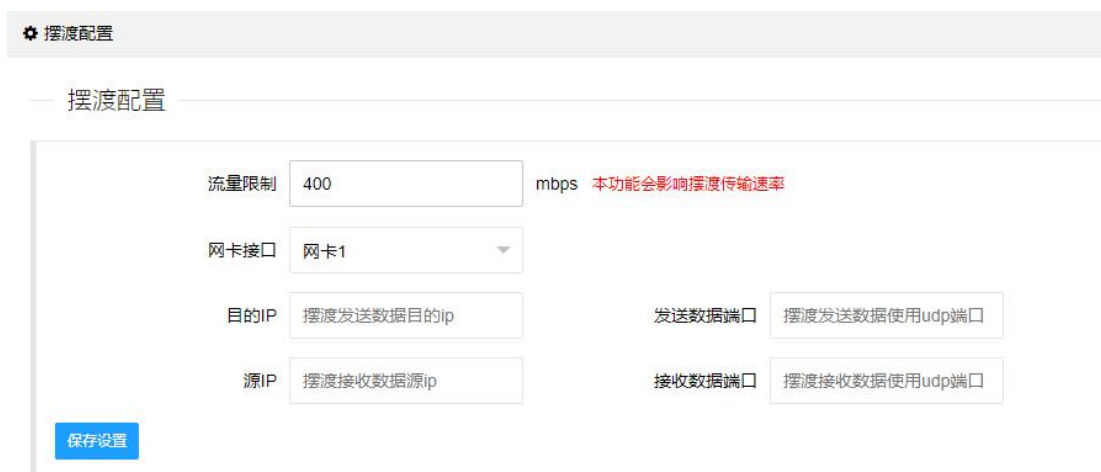 摆渡配置
摆渡配置
流量限制 400 mbps 本功能会影响摆渡传输速率
网卡接口 网卡1
目的IP 摆渡发送数据目的ip 发送数据端口 摆渡发送数据使用udp端口
源IP 摆渡接收数据源ip 接收数据端口 摆渡接收数据使用udp端口
保存设置